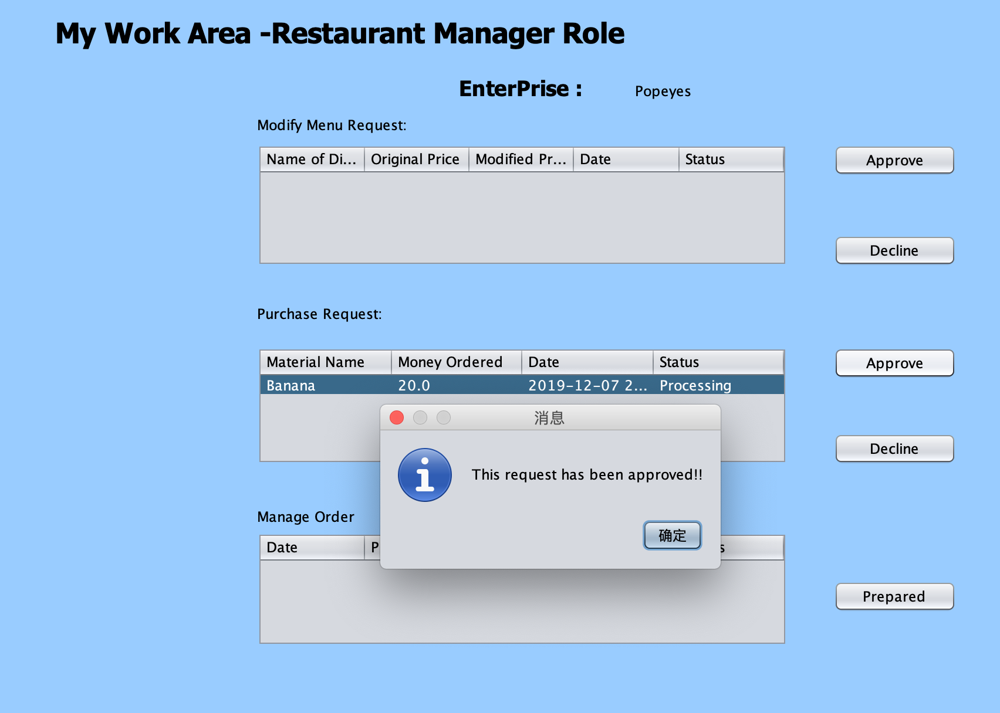 My Work Area -Restaurant Manager Role
EnterPrise : Popeyes
Modify Menu Request:
Name of Di... Original Price Modified Pr... Date Status
Approve
Decline
Purchase Request:
Material Name Money Ordered Date Status
Approve
Banana 20.0 2019-12-07 2... Processing
消息
Decline
This request has been approved!!
Manage Order
确定
Date
Prepared